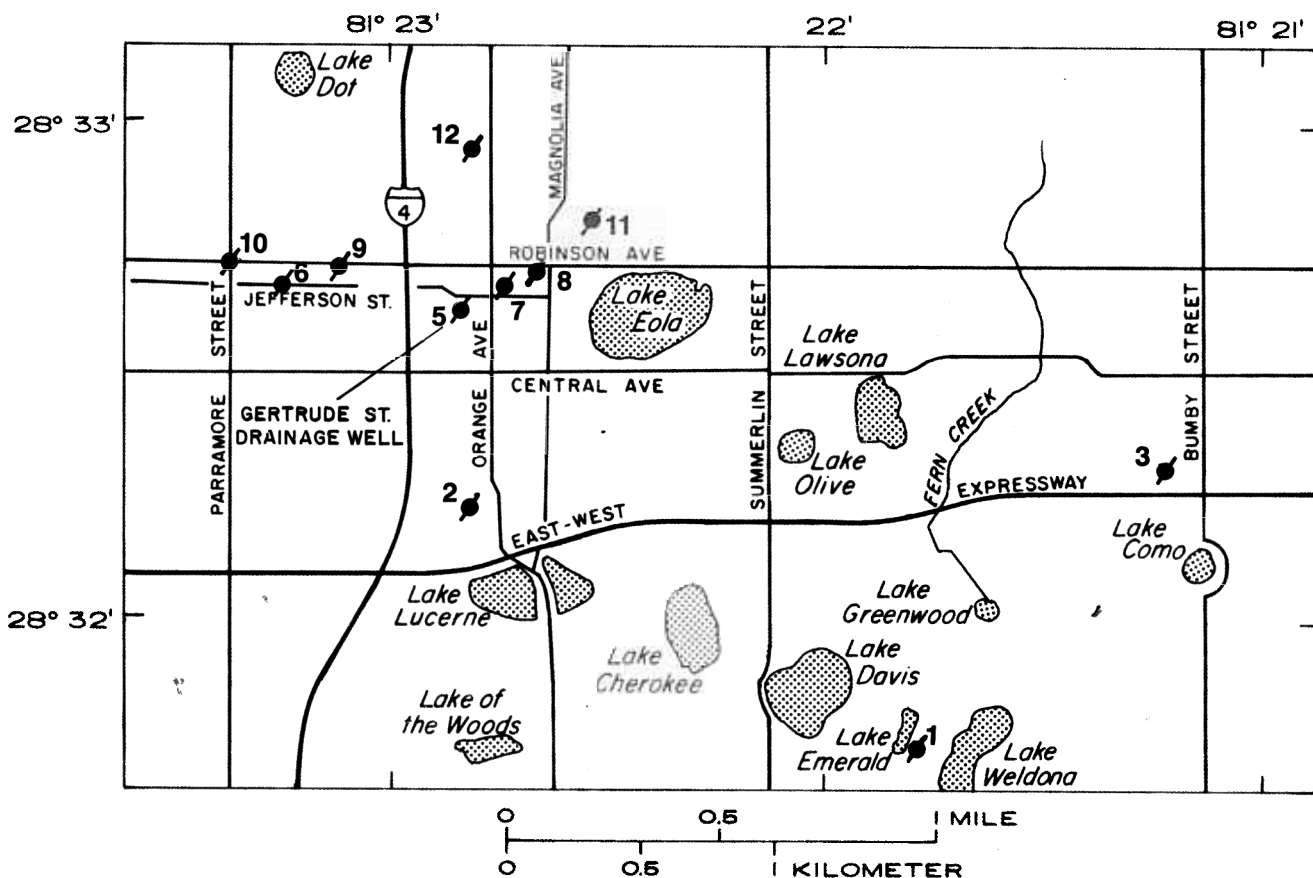 81° 23'
22'
81° 21'
Lake
Dot
28° 33'
12
MAGNOLIA AVE.
4
11
10
9
ROBINSON AVE
6
8
JEFFERSON ST.
5
7
Lake
Eola
PARRAMORE STREET
ORANGE AVE
SUMMERLIN STREET
BUMBY STREET
Lake
Lawsona
CENTRAL AVE
GERTRUDE ST.
DRAINAGE WELL
FERN CREEK
Lake
Olive
3
2
EAST-WEST EXPRESSWAY
Lake
Como
28° 32'
Lake
Lucerne
Lake
Greenwood
Lake
Cherokee
Lake
Davis
Lake of
the Woods
Lake
Emerald
1
Lake
Weldona
0 0.5 1 MILE
0 0.5 1 KILOMETER